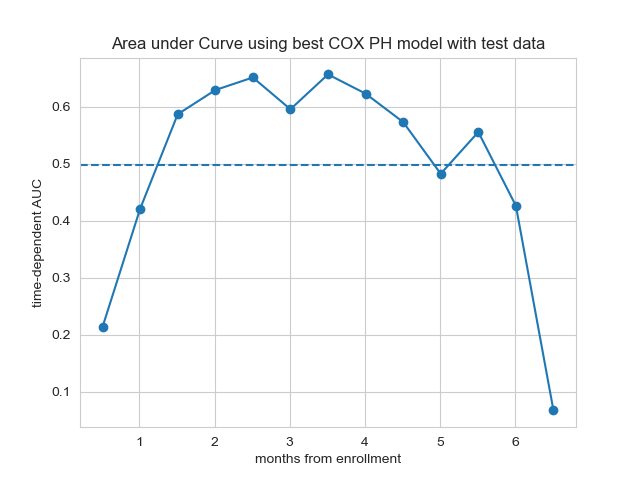 Area under Curve using best COX PH model with test data
0.6
0.5
0.4
0.3
0.2
0.1
time-dependent AUC
1 2 3 4 5 6
months from enrollment